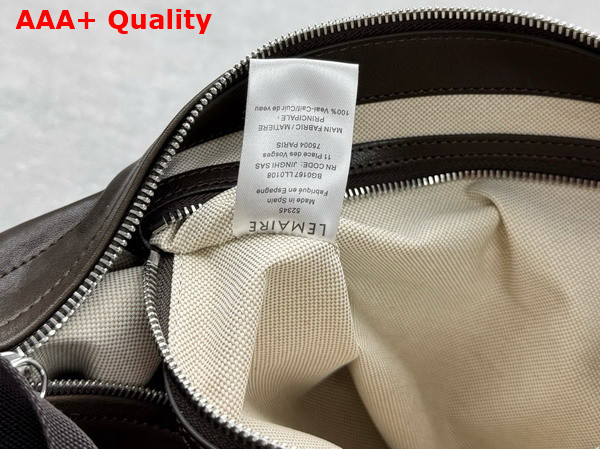 AAA+ Quality
LEMAIRE
52345
Made in Spain
Fabriqué en Espagne
BG0167LL0108
RN CODE: JINGHI SAS
11 Place des Vosges
75004 PARIS
MAIN FABRIC / MATIERE
PRINCIPALE :
100% Veal-Calf/Cuir de veau